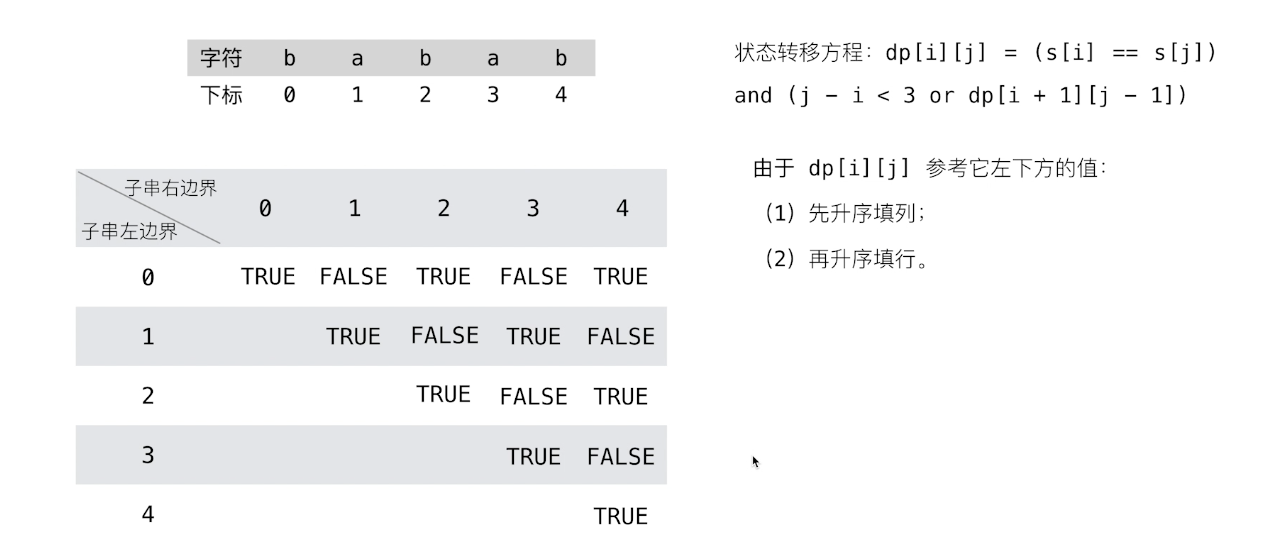 字符 b a b a b
下标 0 1 2 3 4
状态转移方程：dp[i][j] = (s[i] == s[j])
and (j − i < 3 or dp[i + 1][j − 1])
由于 dp[i][j] 参考它左下方的值：
（1）先升序填列；
（2）再升序填行。
子串右边界
子串左边界
0 1 2 3 4
0 TRUE FALSE TRUE FALSE TRUE
1 TRUE FALSE TRUE FALSE
2 TRUE FALSE TRUE
3 TRUE FALSE
4 TRUE